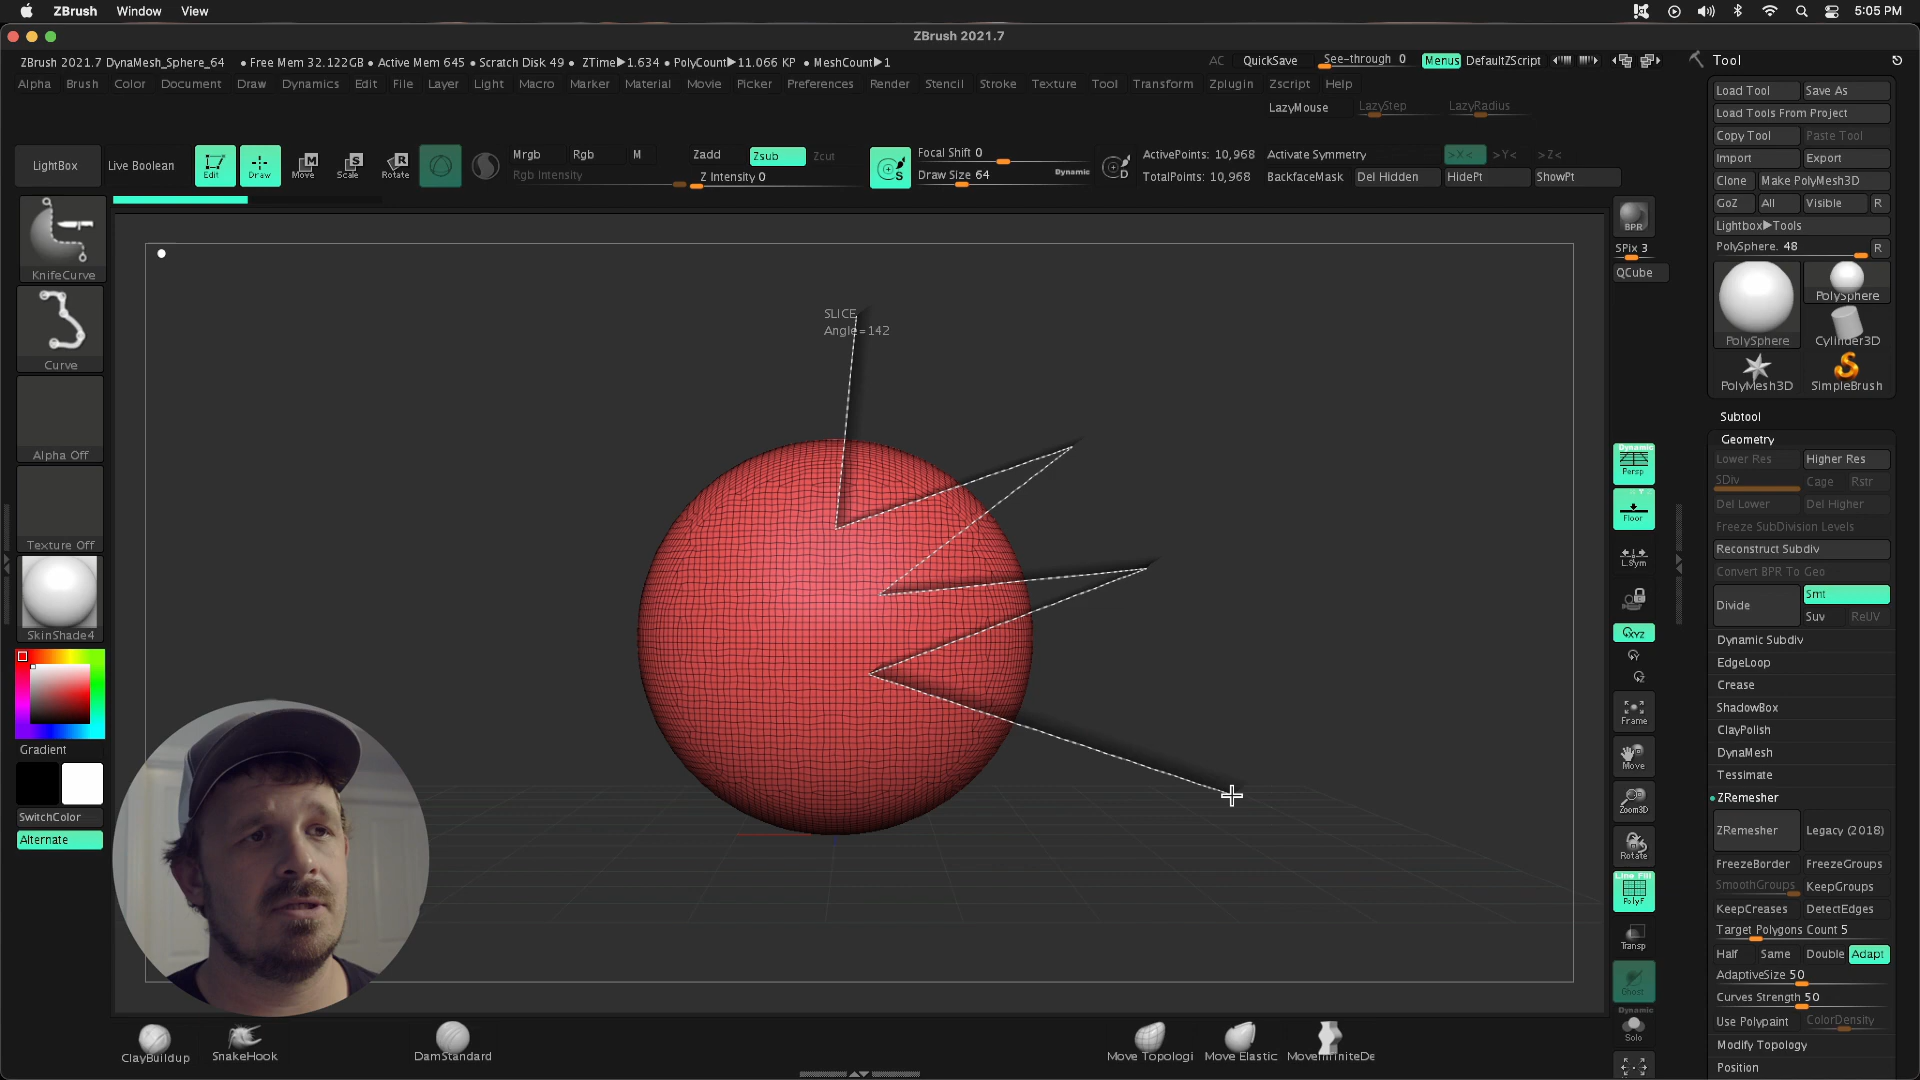 ZBrush Window View 5:05 PM
ZBrush 2021.7
ZBrush 2021.7 DynaMesh_Sphere_64 • Free Mem 32.122GB • Active Mem 645 • Scratch Disk 49 • ZTime▶1.634 • PolyCount▶11.066 KP • MeshCount▶1 AC QuickSave See-through 0 Menus DefaultZScript
Alpha Brush Color Document Draw Dynamics Edit File Layer Light Macro Marker Material Movie Picker Preferences Render Stencil Stroke Texture Tool Transform Zplugin Zscript Help
LazyMouse LazyStep LazyRadius
LightBox
Live Boolean
Edit
Draw
Move
Scale
Rotate
Mrgb Rgb M
Rgb Intensity
Zadd Zsub Zcut
Z Intensity 0
Focal Shift 0
Draw Size 64 Dynamic
ActivePoints: 10,968
TotalPoints: 10,968
Activate Symmetry >X< >Y< >Z<
BackfaceMask Del Hidden HidePt ShowPt
KnifeCurve
Curve
Alpha Off
Texture Off
SkinShade4
Gradient
SwitchColor
Alternate
SLICE
Angle=142
ClayBuildup SnakeHook DamStandard Move Topologi Move Elastic MoveInfiniteDe
BPR
SPix 3
QCube
Dynamic
Persp
Floor
L.Sym
XYZ
Frame
Move
Zoom3D
Rotate
Line Fill
PolyF
Transp
Ghost
Dynamic
Solo
Tool
Load Tool Save As
Load Tools From Project
Copy Tool Paste Tool
Import Export
Clone Make PolyMesh3D
GoZ All Visible R
Lightbox▶Tools
PolySphere. 48 R
PolySphere
PolySphere
Cylinder3D
PolyMesh3D SimpleBrush
Subtool
Geometry
Lower Res Higher Res
SDiv Cage Rstr
Del Lower Del Higher
Freeze SubDivision Levels
Reconstruct Subdiv
Convert BPR To Geo
Divide Smt
Suv ReUV
Dynamic Subdiv
EdgeLoop
Crease
ShadowBox
ClayPolish
DynaMesh
Tessimate
ZRemesher
ZRemesher Legacy (2018)
FreezeBorder FreezeGroups
SmoothGroups KeepGroups
KeepCreases DetectEdges
Target Polygons Count 5
Half Same Double Adapt
AdaptiveSize 50
Curves Strength 50
Use Polypaint ColorDensity
Modify Topology
Position